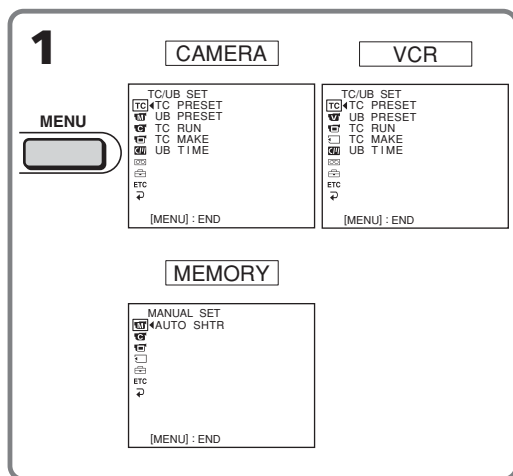 1
CAMERA
VCR
MENU
TC/UB SET
TC TC PRESET
UB PRESET
TC RUN
TC MAKE
UB TIME
ETC
[MENU] : END
TC/UB SET
TC TC PRESET
UB PRESET
TC RUN
TC MAKE
UB TIME
ETC
[MENU] : END
MEMORY
MANUAL SET
M AUTO SHTR
C
ETC
[MENU] : END